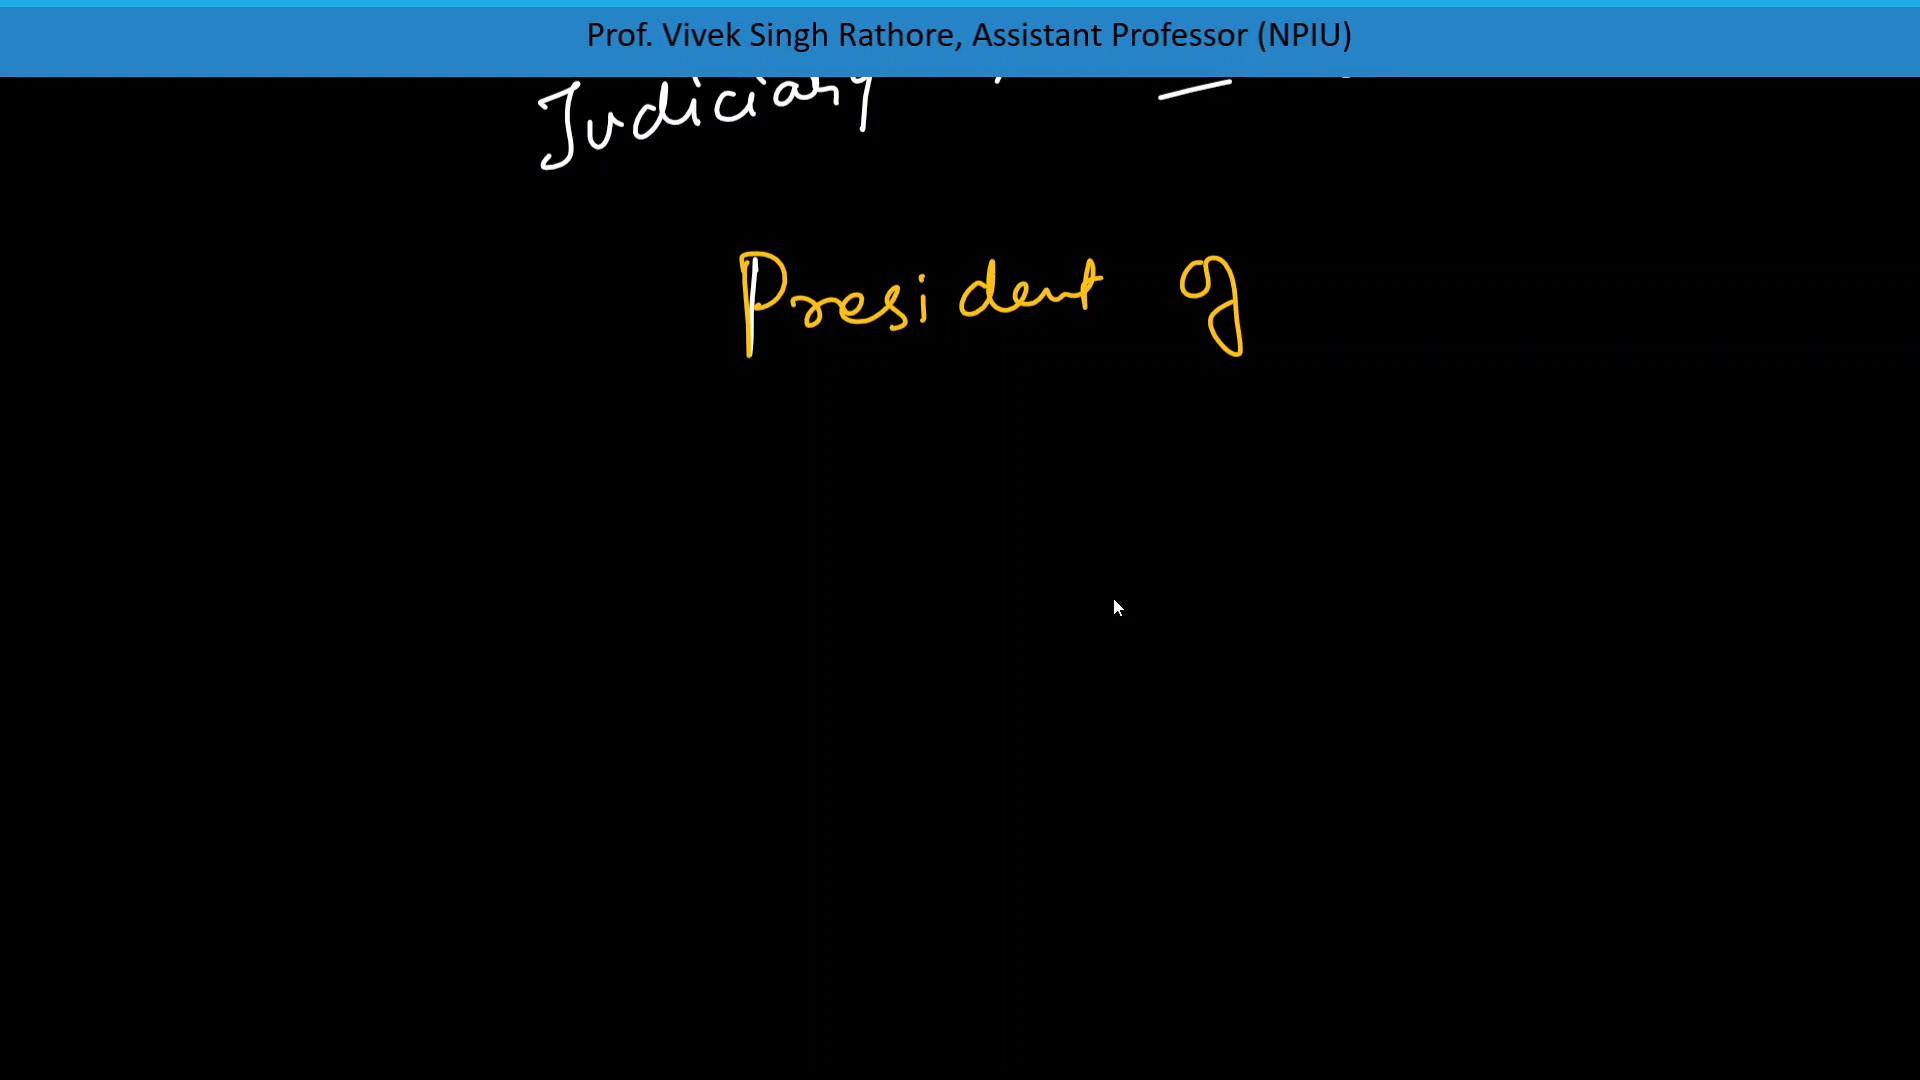 Prof. Vivek Singh Rathore, Assistant Professor (NPIU)
Judiciary
President of